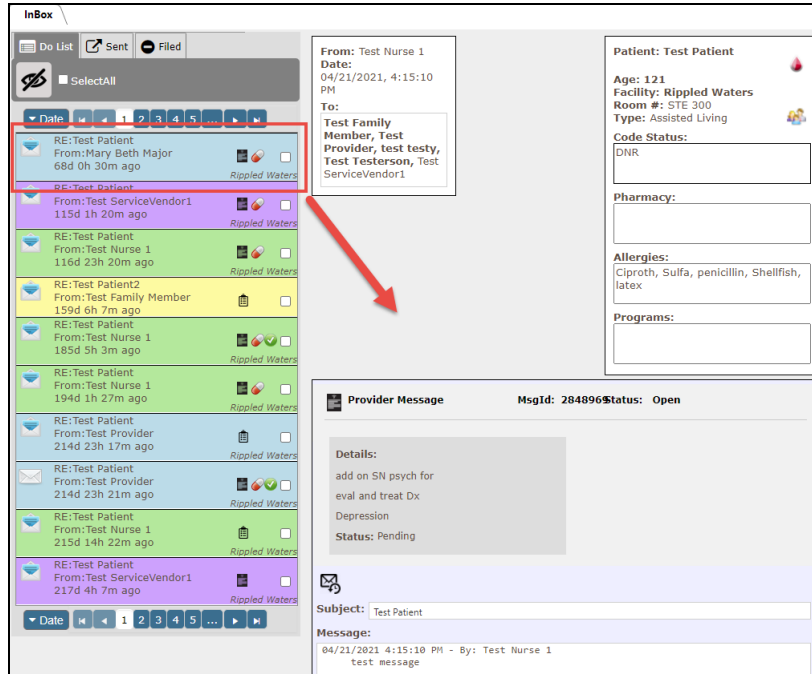 InBox
Do List
Sent
Filed
SelectAll
Date 1 2 3 4 5 ...
RE:Test Patient
From:Mary Beth Major
68d 0h 30m ago
Rippled Waters
RE:Test Patient
From:Test ServiceVendor1
115d 1h 20m ago
Rippled Waters
RE:Test Patient
From:Test Nurse 1
116d 23h 20m ago
Rippled Waters
RE:Test Patient2
From:Test Family Member
159d 6h 7m ago
RE:Test Patient
From:Test Nurse 1
185d 5h 3m ago
Rippled Waters
RE:Test Patient
From:Test Nurse 1
194d 1h 27m ago
Rippled Waters
RE:Test Patient
From:Test Provider
214d 23h 17m ago
Rippled Waters
RE:Test Patient
From:Test Provider
214d 23h 21m ago
Rippled Waters
RE:Test Patient
From:Test Nurse 1
215d 14h 22m ago
Rippled Waters
RE:Test Patient
From:Test ServiceVendor1
217d 4h 7m ago
Rippled Waters
Date 1 2 3 4 5 ...
From: Test Nurse 1
Date:
04/21/2021, 4:15:10
PM
To:
Test Family
Member, Test
Provider, test testy,
Test Testerson, Test
ServiceVendor1
Patient: Test Patient
Age: 121
Facility: Rippled Waters
Room #: STE 300
Type: Assisted Living
Code Status:
DNR
Pharmacy:
Allergies:
Ciproth, Sulfa, penicillin, Shellfish,
latex
Programs:
Provider Message MsgId: 2848969 Status: Open
Details:
add on SN psych for
eval and treat Dx
Depression
Status: Pending
Subject: Test Patient
Message:
04/21/2021 4:15:10 PM - By: Test Nurse 1
test message